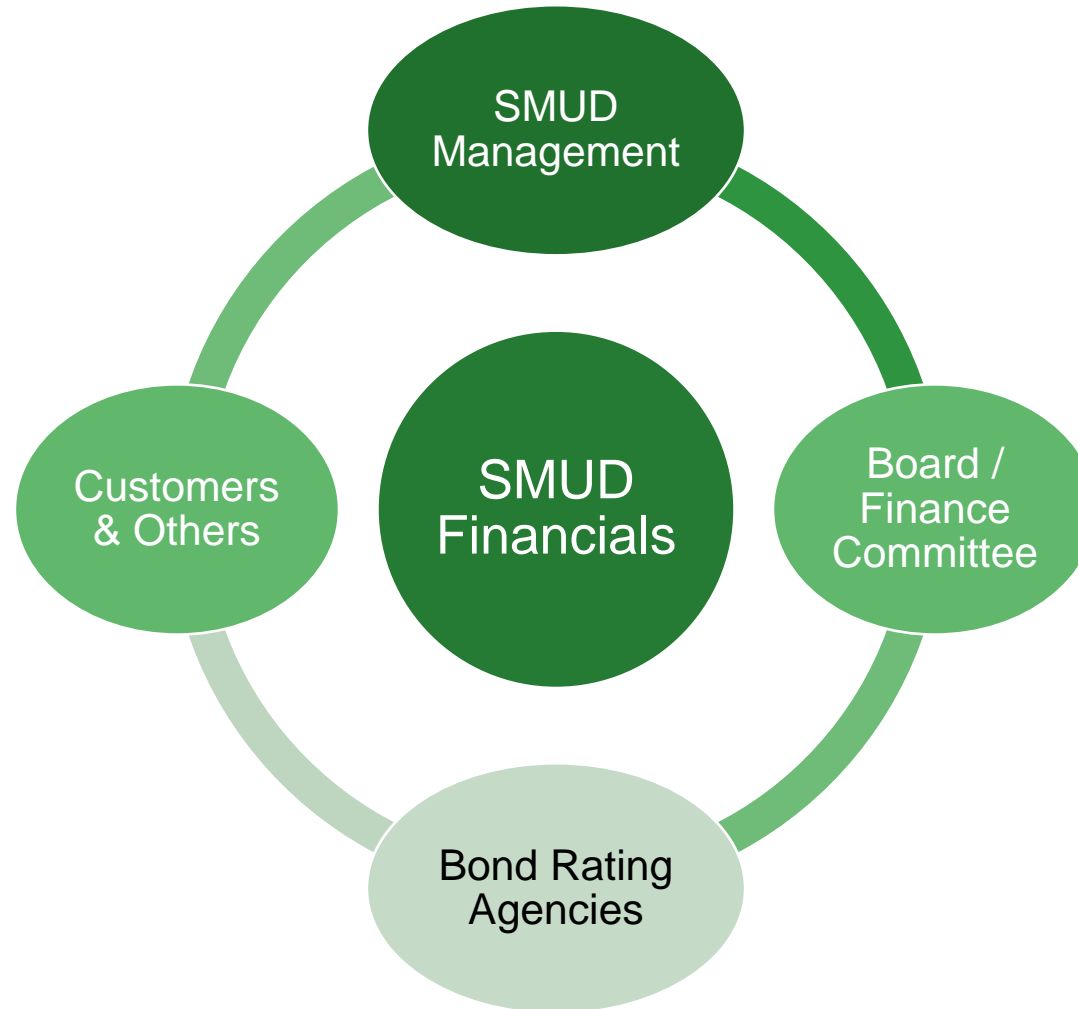 SMUD
Management
Customers
& Others
SMUD
Financials
Board /
Finance
Committee
Bond Rating
Agencies